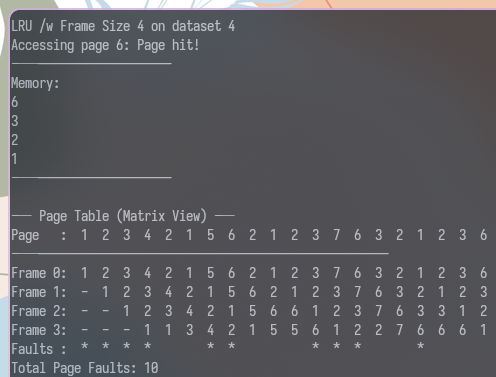 LRU /w Frame Size 4 on dataset 4
Accessing page 6: Page hit!
Memory:
6
3
2
1
── Page Table (Matrix View) ──
Page   :  1  2  3  4  2  1  5  6  2  1  2  3  7  6  3  2  1  2  3  6
Frame 0:  1  2  3  4  2  1  5  6  2  1  2  3  7  6  3  2  1  2  3  6
Frame 1:  -  1  2  3  4  2  1  5  6  2  1  2  3  7  6  3  2  1  2  3
Frame 2:  -  -  1  2  3  4  2  1  5  6  6  1  2  3  7  6  3  3  1  2
Frame 3:  -  -  -  1  1  3  4  2  1  5  5  6  1  2  2  7  6  6  6  1
Faults :  *  *  *  *        *  *           *  *  *        *
Total Page Faults: 10